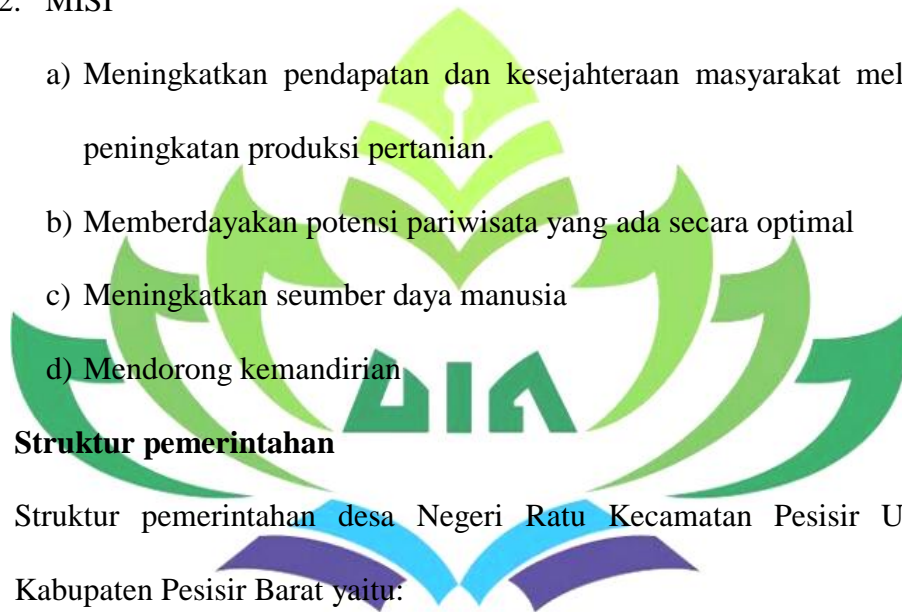 2. MISI
a) Meningkatkan pendapatan dan kesejahteraan masyarakat mel
peningkatan produksi pertanian.
b) Memberdayakan potensi pariwisata yang ada secara optimal
c) Meningkatkan seumber daya manusia
d) Mendorong kemandirian
Struktur pemerintahan
Struktur pemerintahan desa Negeri Ratu Kecamatan Pesisir U
Kabupaten Pesisir Barat yaitu: